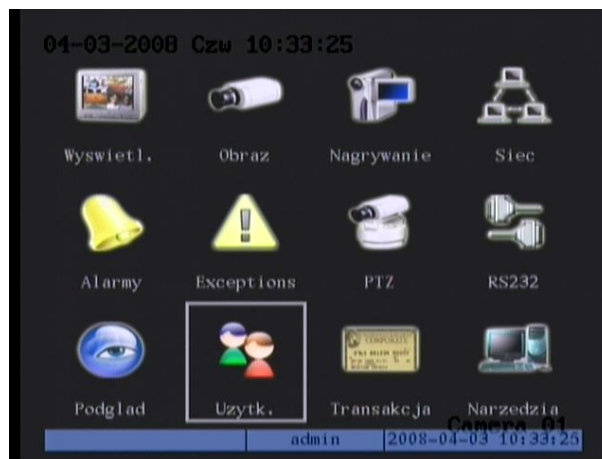 04-03-2008 Czw 10:33:25
Wyswietl. Obraz Nagrywanie Siec
Alarmy Exceptions PTZ RS232
CORPORATE
Podglad Uzytk. Transakcja Narzedzia
Camera 01
admin 2008-04-03 10:33:25